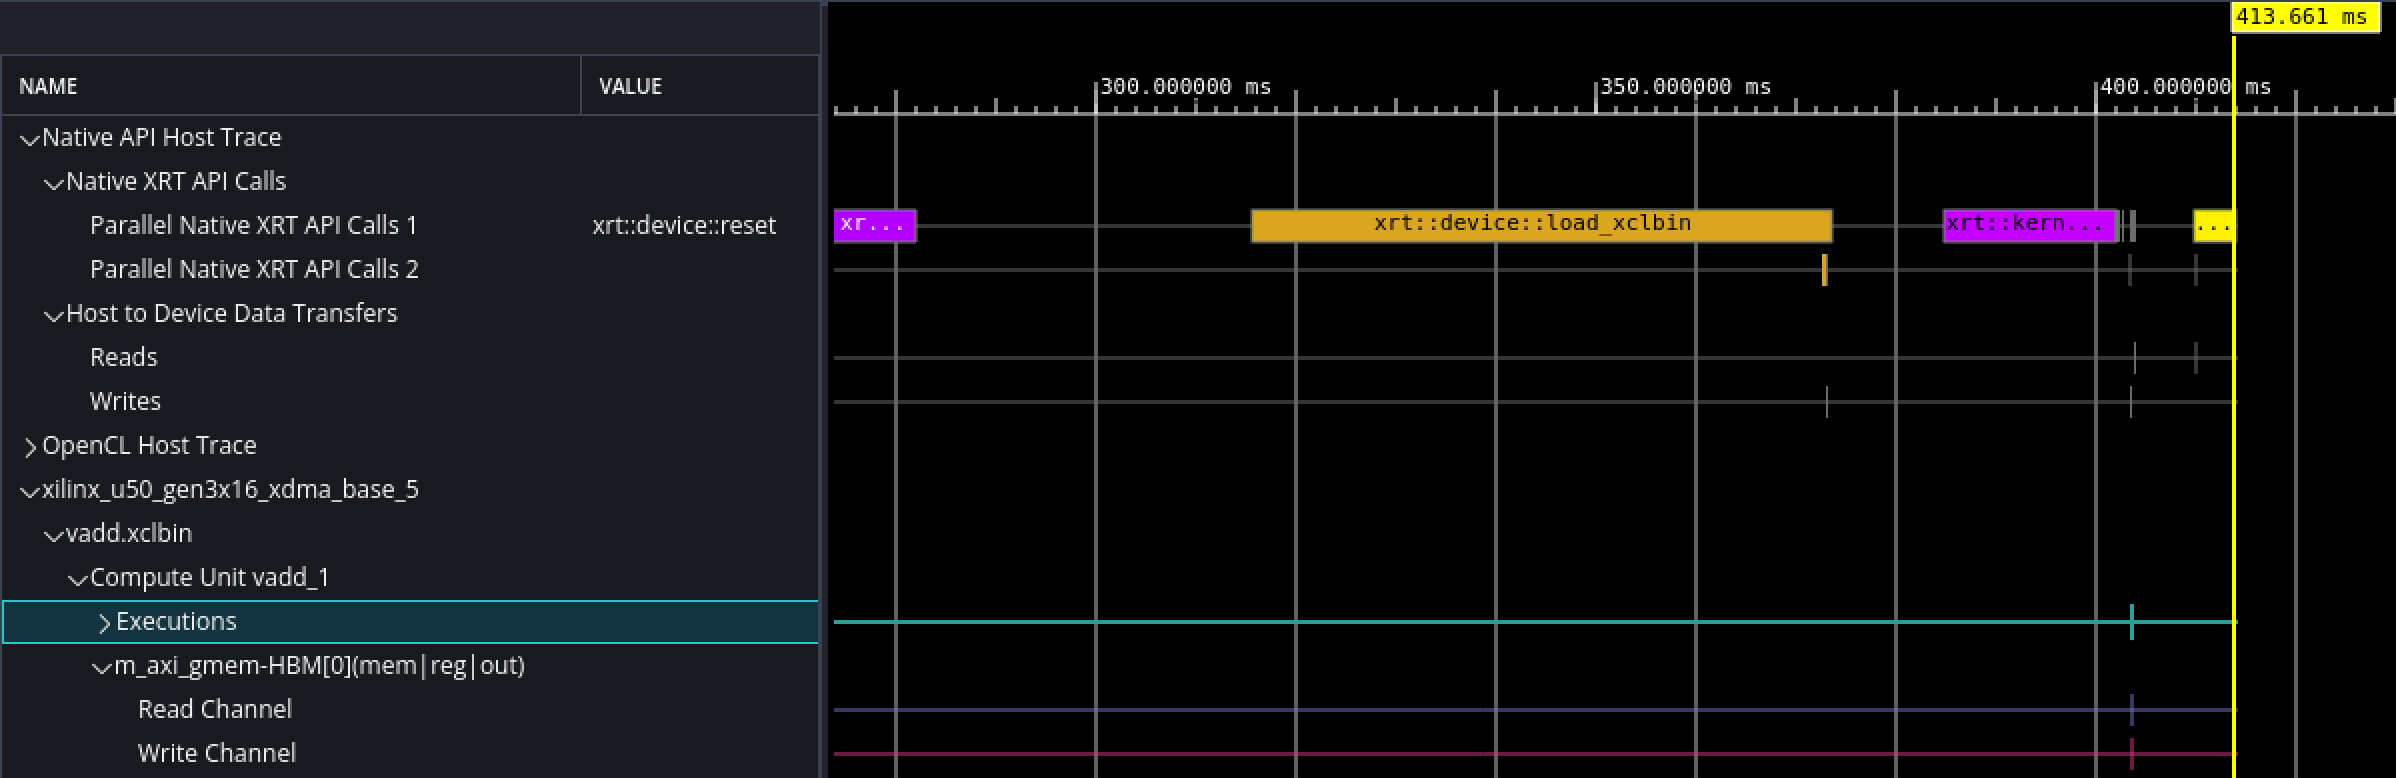 413.661 ms
NAME VALUE 300.000000 ms 350.000000 ms 400.000000 ms
Native API Host Trace
Native XRT API Calls
Parallel Native XRT API Calls 1 xrt::device::reset xr... xrt::device::load_xclbin xrt::kern... ...
Parallel Native XRT API Calls 2
Host to Device Data Transfers
Reads
Writes
OpenCL Host Trace
xilinx_u50_gen3x16_xdma_base_5
vadd.xclbin
Compute Unit vadd_1
Executions
m_axi_gmem-HBM[0](mem|reg|out)
Read Channel
Write Channel